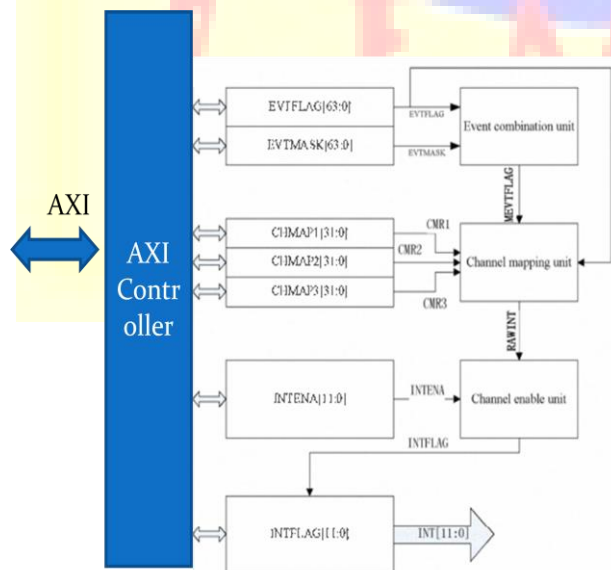 AXI
AXI
Contr
oller
EVTFLAG[63:0]
EVTMASK[63:0]
EVTFLAG
EVTMASK
Event combination unit
MEVTFLAG
CHMAP1[31:0]
CHMAP2[31:0]
CHMAP3[31:0]
CMR1
CMR2
CMR3
Channel mapping unit
RAWINT
INTENA[11:0]
INTENA
Channel enable unit
INTFLAG
INTFLAG[11:0]
INT[11:0]